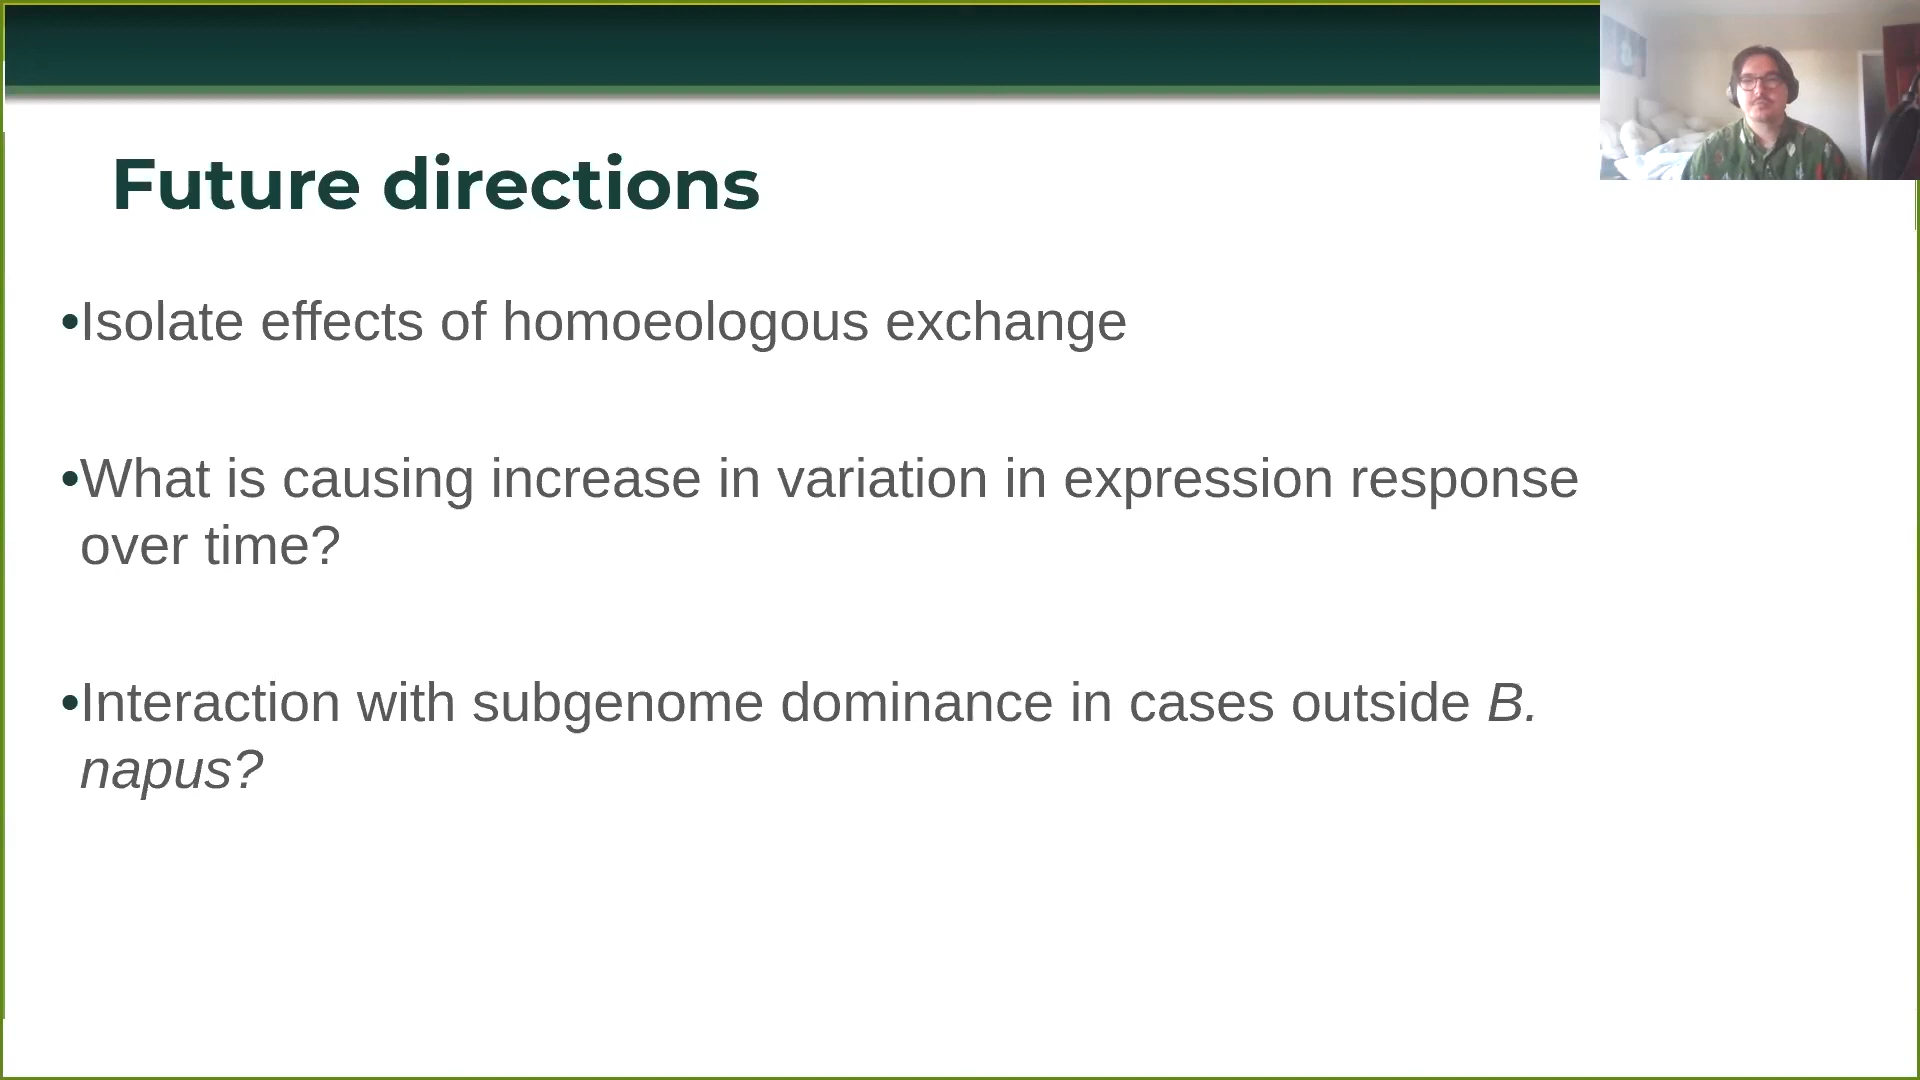 Future directions
•Isolate effects of homoeologous exchange
•What is causing increase in variation in expression response
over time?
•Interaction with subgenome dominance in cases outside B.
napus?